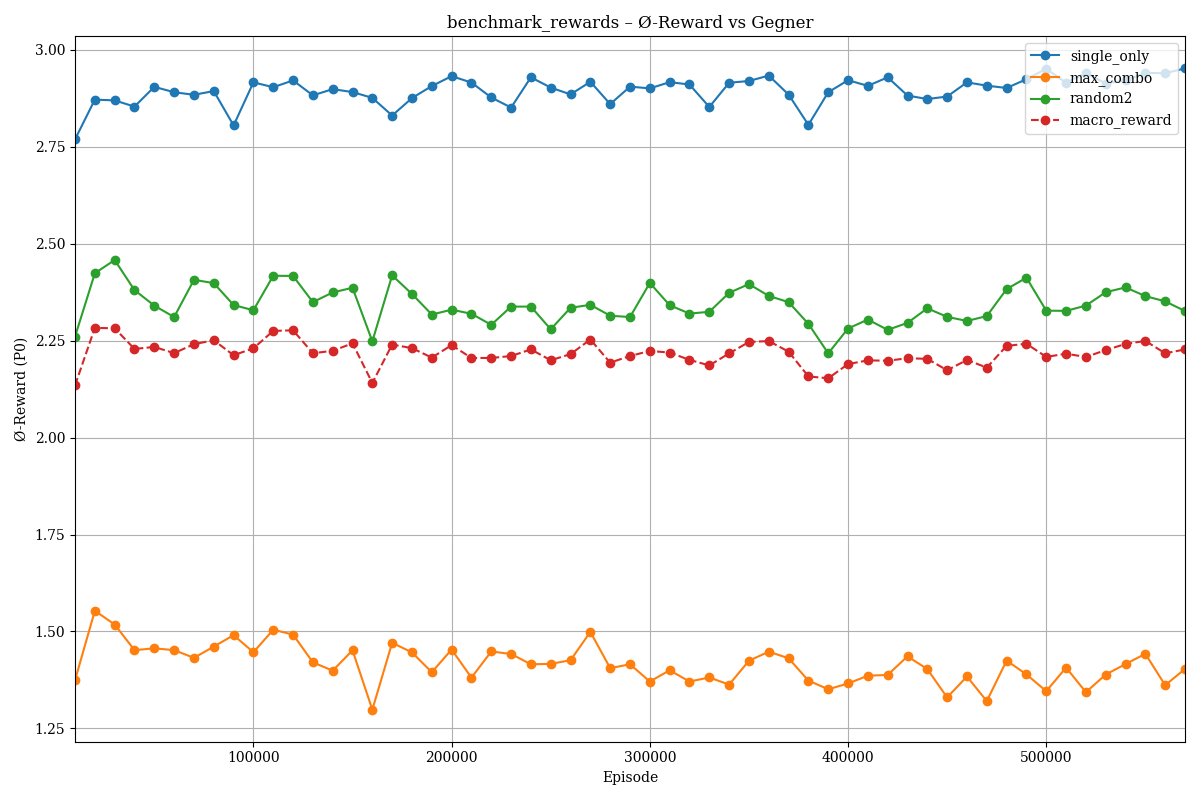 benchmark_rewards – Ø-Reward vs Gegner
3.00
2.75
2.50
2.25
2.00
1.75
1.50
1.25
Ø-Reward (P0)
single_only
max_combo
random2
macro_reward
100000
200000
300000
400000
500000
Episode